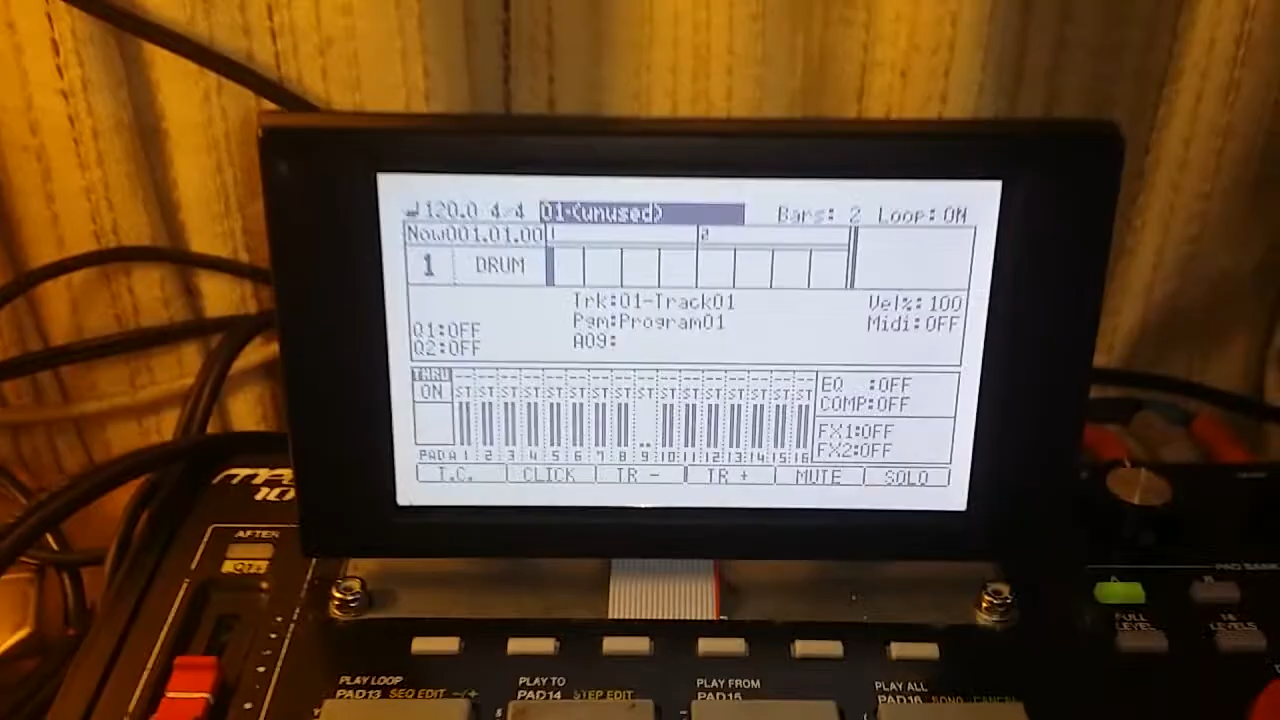 120.0 4/4 01-(unused) Bars: 2 Loop:ON
Now001.01.00 1 2
1 DRUM
Trk:01-Track01 Vel%:100
Pgm:Program01 Midi:OFF
Q1:OFF
Q2:OFF
A09:
THRU
ON
ST ST ST ST ST ST ST ST ST ST ST ST ST ST ST
EQ :OFF
COMP:OFF
FX1:OFF
FX2:OFF
PAD A 1 2 3 4 5 6 7 8 9 10 11 12 13 14 15 16
T.C. CLICK TR - TR + MUTE SOLO
AFTER
PAD BANK
A
FULL
LEVEL
LEVELS
PLAY LOOP PLAY TO PLAY FROM PLAY ALL
PAD13 SEQ EDIT -/+ PAD14 STEP EDIT PAD15 PAD16 SONG CANCEL